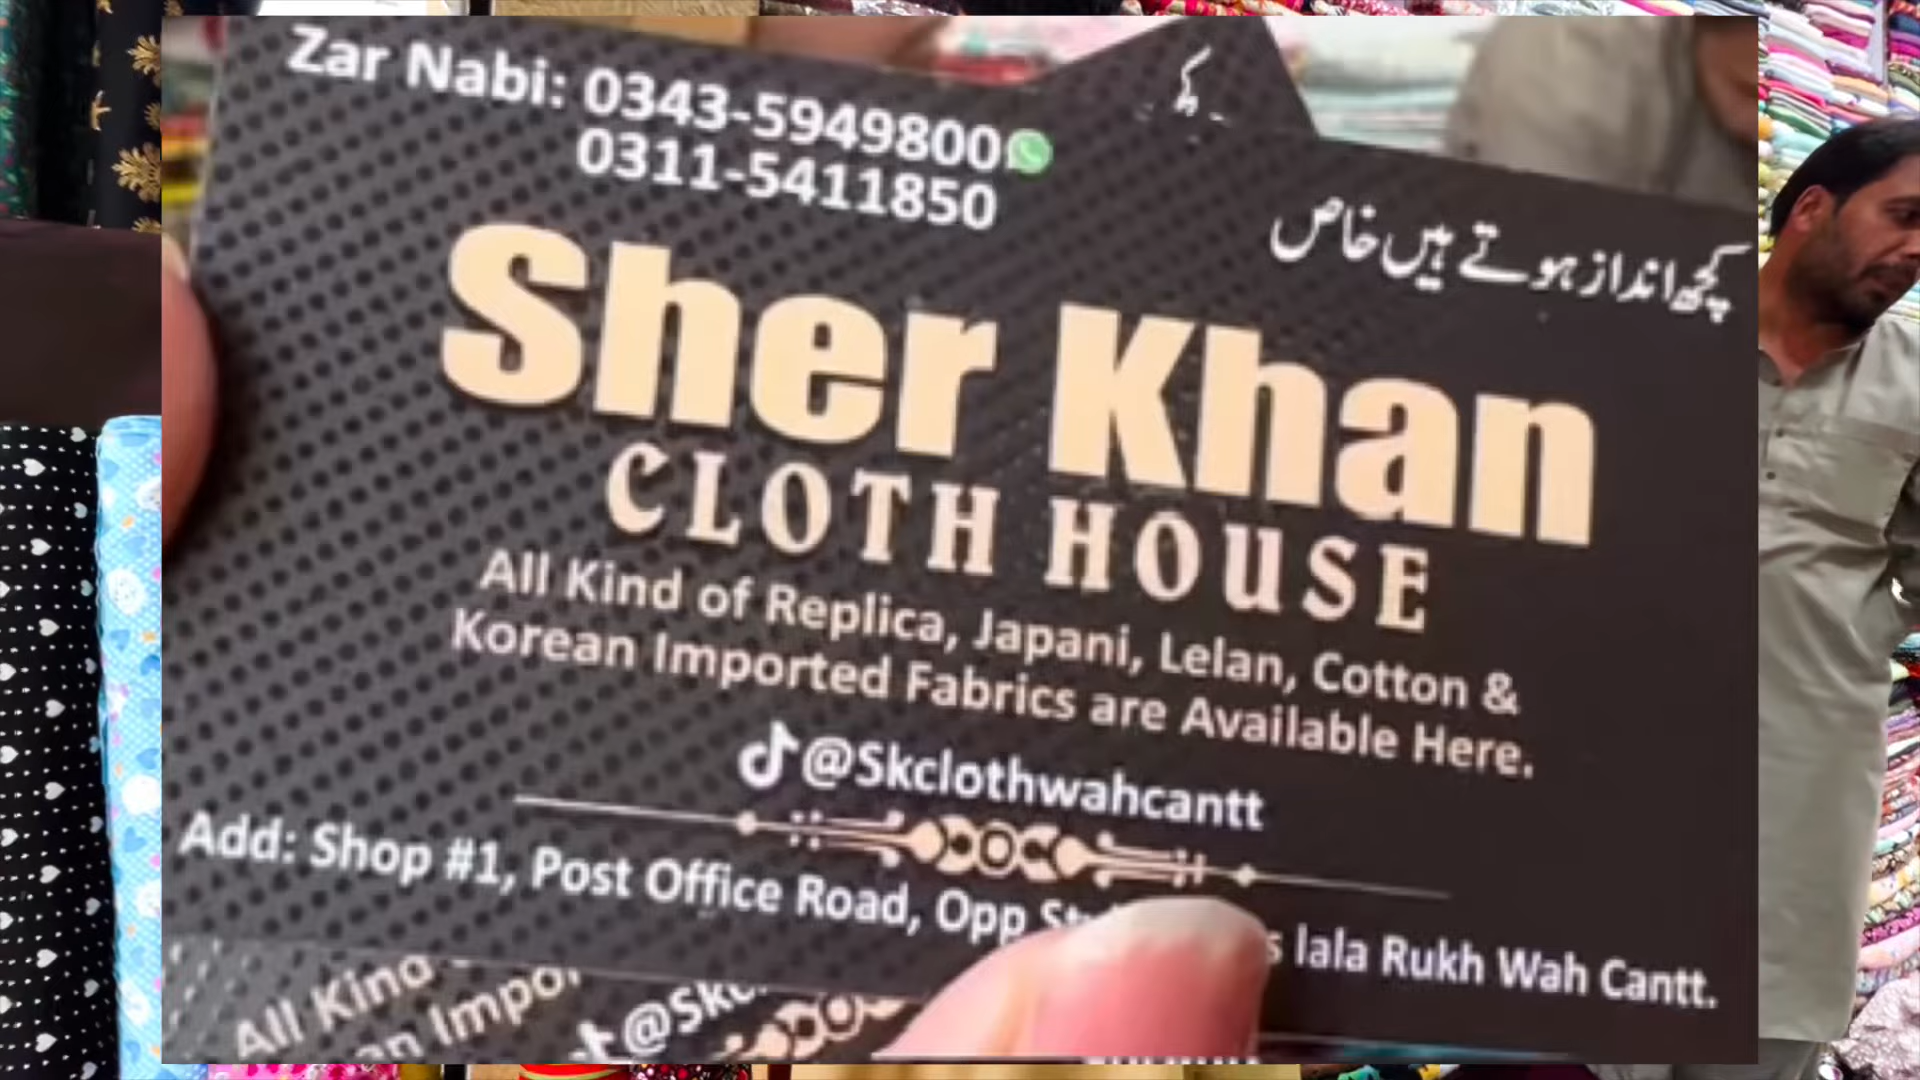 Zar Nabi: 0343-5949800
0311-5411850
کچھ انداز ہوتے ہیں خاص
Sher Khan
CLOTH HOUSE
All Kind of Replica, Japani, Lelan, Cotton &
Korean Imported Fabrics are Available Here.
@Skclothwahcantt
Add: Shop #1, Post Office Road, Opp lala Rukh Wah Cantt.
All Kind
@Skc